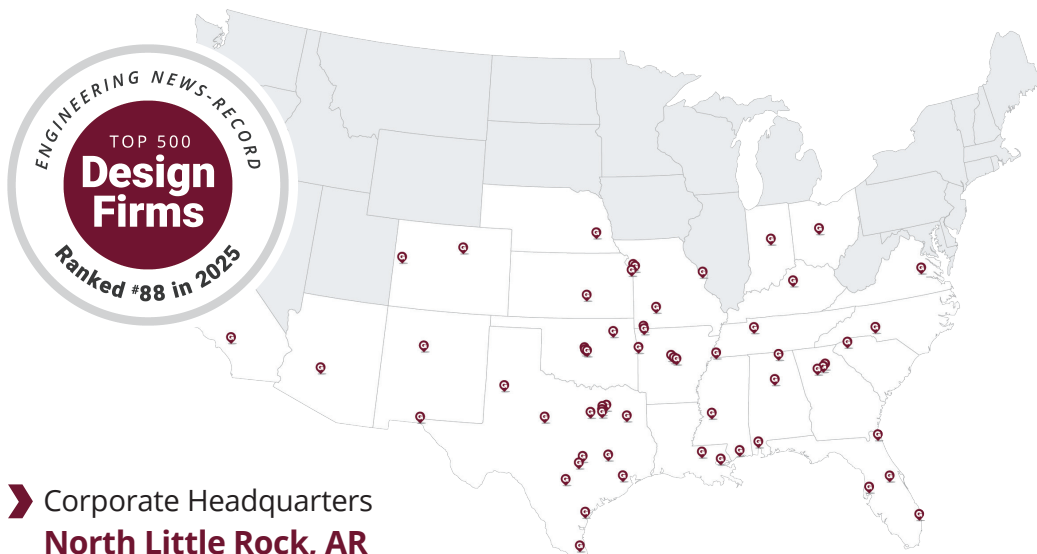 ENGINEERING NEWS-RECORD
TOP 500
Design
Firms
Ranked #88 in 2025
Corporate Headquarters
North Little Rock, AR